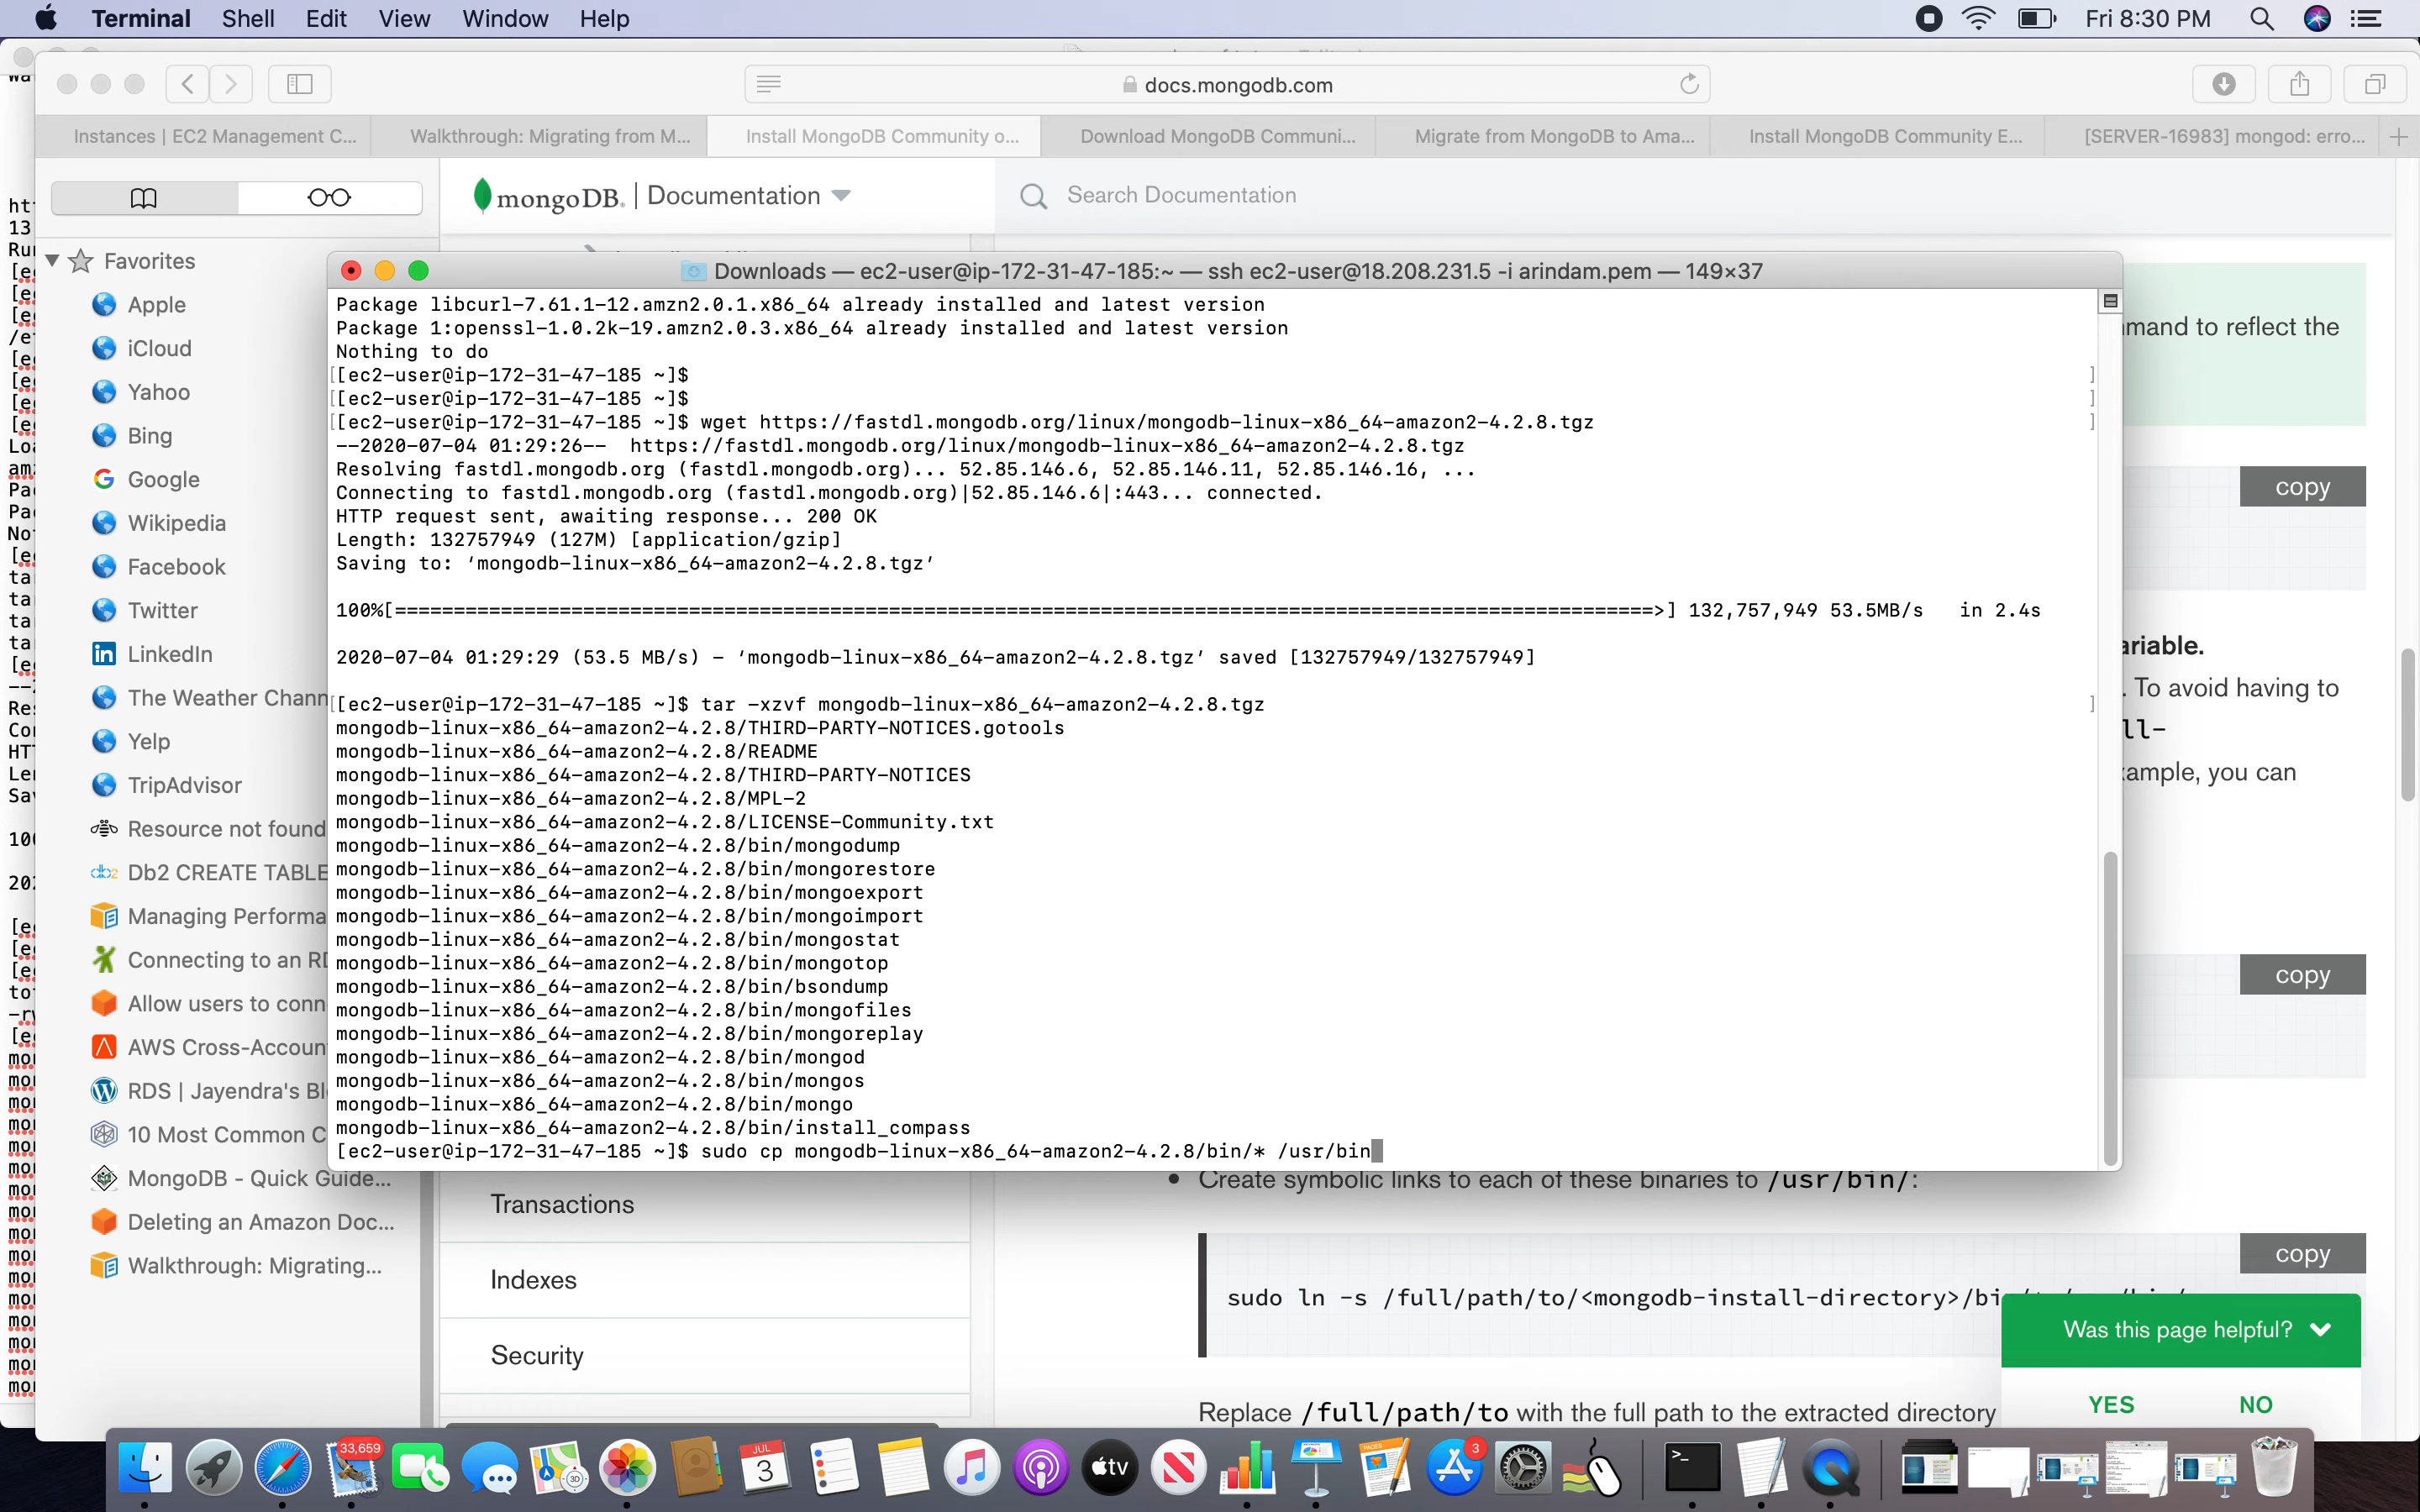 Terminal Shell Edit View Window Help Fri 8:30 PM
docs.mongodb.com
Instances | EC2 Management C... Walkthrough: Migrating from M... Install MongoDB Community o... Download MongoDB Communi... Migrate from MongoDB to Ama... Install MongoDB Community E... [SERVER-16983] mongod: erro...
mongoDB. | Documentation Search Documentation
Favorites
Apple
iCloud
Yahoo
Bing
Google
Wikipedia
Facebook
Twitter
LinkedIn
The Weather Chann
Yelp
TripAdvisor
Resource not found
Db2 CREATE TABLE
Managing Performa
Connecting to an RD
Allow users to conn
AWS Cross-Accoun
RDS | Jayendra's Bl
10 Most Common C
MongoDB - Quick Guide...
Deleting an Amazon Doc...
Walkthrough: Migrating...
Downloads — ec2-user@ip-172-31-47-185:~ — ssh ec2-user@18.208.231.5 -i arindam.pem — 149×37
Package libcurl-7.61.1-12.amzn2.0.1.x86_64 already installed and latest version
Package 1:openssl-1.0.2k-19.amzn2.0.3.x86_64 already installed and latest version
Nothing to do
[[ec2-user@ip-172-31-47-185 ~]$ ]
[[ec2-user@ip-172-31-47-185 ~]$ ]
[[ec2-user@ip-172-31-47-185 ~]$ wget https://fastdl.mongodb.org/linux/mongodb-linux-x86_64-amazon2-4.2.8.tgz ]
--2020-07-04 01:29:26-- https://fastdl.mongodb.org/linux/mongodb-linux-x86_64-amazon2-4.2.8.tgz
Resolving fastdl.mongodb.org (fastdl.mongodb.org)... 52.85.146.6, 52.85.146.11, 52.85.146.16, ...
Connecting to fastdl.mongodb.org (fastdl.mongodb.org)|52.85.146.6|:443... connected.
HTTP request sent, awaiting response... 200 OK
Length: 132757949 (127M) [application/gzip]
Saving to: ‘mongodb-linux-x86_64-amazon2-4.2.8.tgz’
100%[===========================================================================================================>] 132,757,949 53.5MB/s in 2.4s
2020-07-04 01:29:29 (53.5 MB/s) - ‘mongodb-linux-x86_64-amazon2-4.2.8.tgz’ saved [132757949/132757949]
[[ec2-user@ip-172-31-47-185 ~]$ tar -xzvf mongodb-linux-x86_64-amazon2-4.2.8.tgz ]
mongodb-linux-x86_64-amazon2-4.2.8/THIRD-PARTY-NOTICES.gotools
mongodb-linux-x86_64-amazon2-4.2.8/README
mongodb-linux-x86_64-amazon2-4.2.8/THIRD-PARTY-NOTICES
mongodb-linux-x86_64-amazon2-4.2.8/MPL-2
mongodb-linux-x86_64-amazon2-4.2.8/LICENSE-Community.txt
mongodb-linux-x86_64-amazon2-4.2.8/bin/mongodump
mongodb-linux-x86_64-amazon2-4.2.8/bin/mongorestore
mongodb-linux-x86_64-amazon2-4.2.8/bin/mongoexport
mongodb-linux-x86_64-amazon2-4.2.8/bin/mongoimport
mongodb-linux-x86_64-amazon2-4.2.8/bin/mongostat
mongodb-linux-x86_64-amazon2-4.2.8/bin/mongotop
mongodb-linux-x86_64-amazon2-4.2.8/bin/bsondump
mongodb-linux-x86_64-amazon2-4.2.8/bin/mongofiles
mongodb-linux-x86_64-amazon2-4.2.8/bin/mongoreplay
mongodb-linux-x86_64-amazon2-4.2.8/bin/mongod
mongodb-linux-x86_64-amazon2-4.2.8/bin/mongos
mongodb-linux-x86_64-amazon2-4.2.8/bin/mongo
mongodb-linux-x86_64-amazon2-4.2.8/bin/install_compass
[ec2-user@ip-172-31-47-185 ~]$ sudo cp mongodb-linux-x86_64-amazon2-4.2.8/bin/* /usr/bin
mmand to reflect the
copy
ariable.
. To avoid having to
ll-
ample, you can
copy
Transactions
Indexes
Security
Create symbolic links to each of these binaries to /usr/bin/:
copy
sudo ln -s /full/path/to/<mongodb-install-directory>/bi
Was this page helpful?
YES NO
Replace /full/path/to with the full path to the extracted directory
33,659
JUL
3
3D
tv
PAGES
3